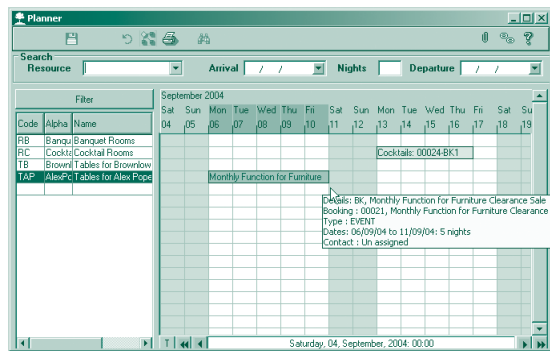 Planner
Search
Resource Arrival / / Nights Departure / /
Filter
Code Alpha Name
RB Banqu Banquet Rooms
RC Cockta Cocktail Rooms
TB Brownl Tables for Brownlow
TAP AlexPo Tables for Alex Pope
September 2004
Sat Sun Mon Tue Wed Thu Fri Sat Sun Mon Tue Wed Thu Fri Sat Su
04 05 06 07 08 09 10 11 12 13 14 15 16 17 18 19
Cocktails: 00024-BK1
Monthly Function for Furniture
Details: BK, Monthly Function for Furniture Clearance Sale
Booking : 00021, Monthly Function for Furniture Clearance
Type : EVENT
Dates: 06/09/04 to 11/09/04: 5 nights
Contact : Un assigned
T Saturday, 04, September, 2004: 00:00